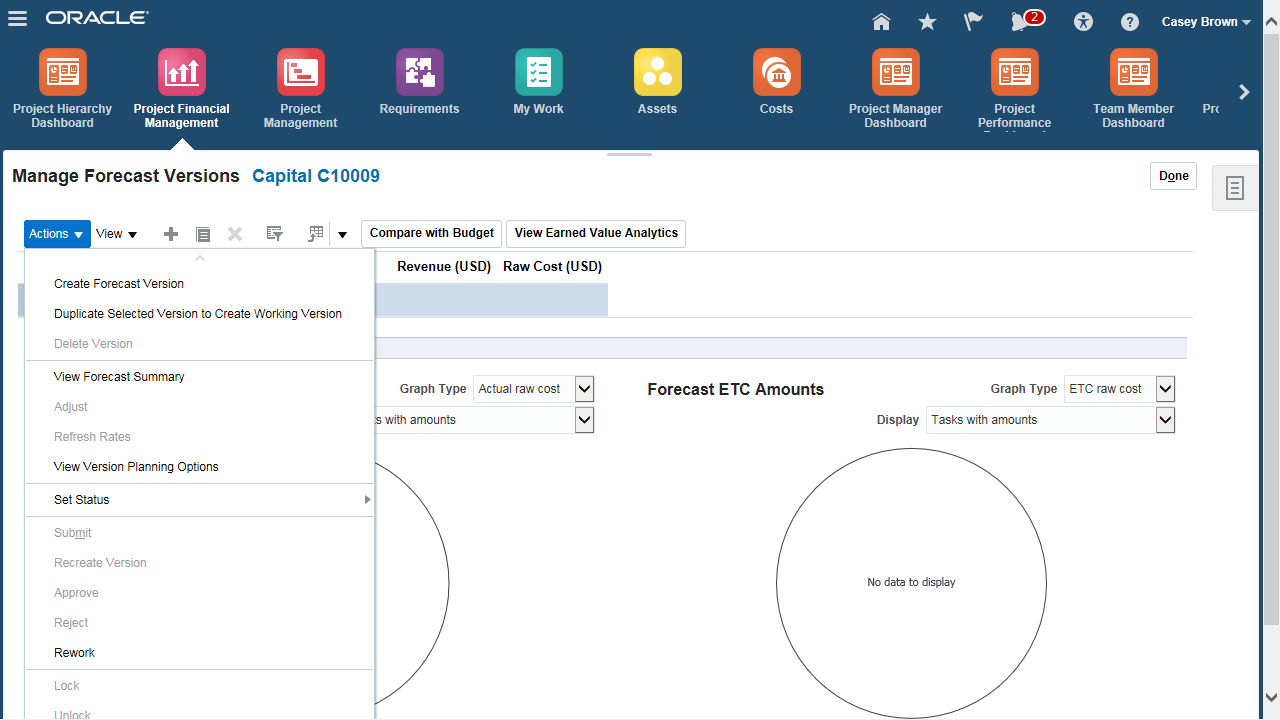 ORACLE
2
Casey Brown
Project Hierarchy
Dashboard
Project Financial
Management
Project
Management
Requirements
My Work
Assets
Costs
Project Manager
Dashboard
Project
Performance
Team Member
Dashboard
Manage Forecast Versions Capital C10009
Done
Actions View Compare with Budget View Earned Value Analytics
Revenue (USD) Raw Cost (USD)
Create Forecast Version
Duplicate Selected Version to Create Working Version
Delete Version
View Forecast Summary
Adjust
Refresh Rates
View Version Planning Options
Set Status
Submit
Recreate Version
Approve
Reject
Rework
Lock
Unlock
Graph Type Actual raw cost
s with amounts
Forecast ETC Amounts Graph Type ETC raw cost
Display Tasks with amounts
No data to display